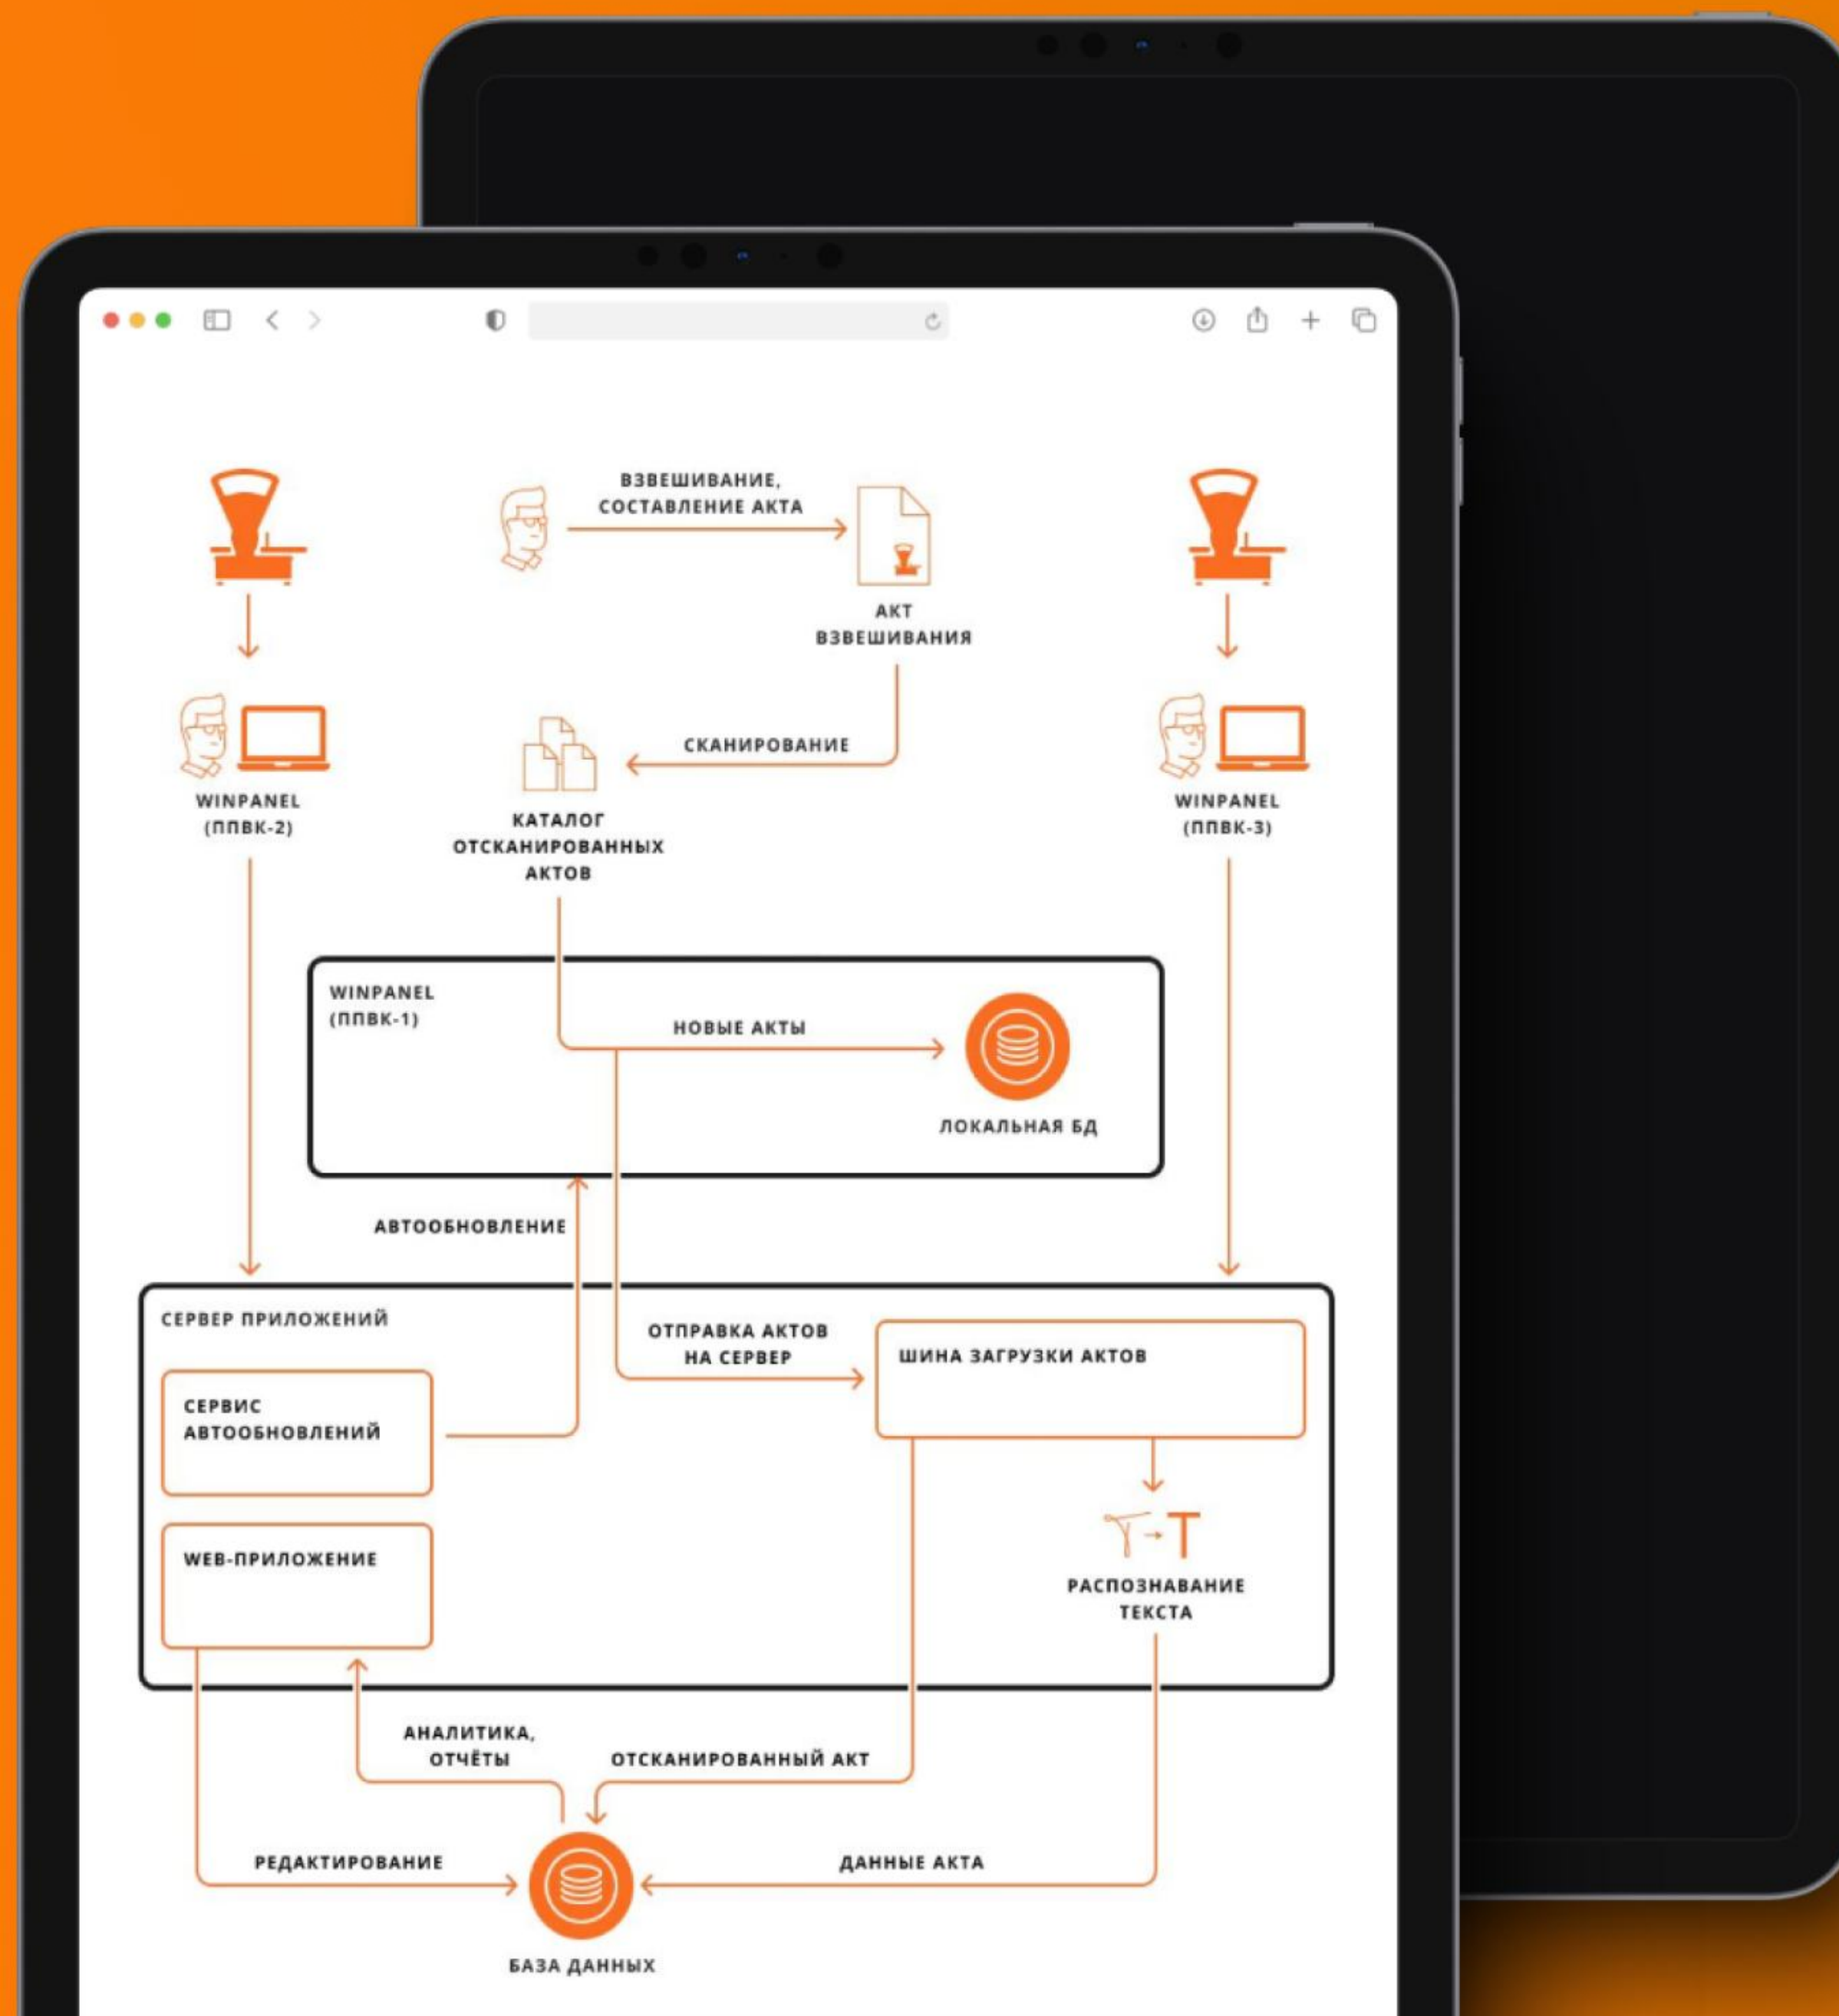 ВЗВЕШИВАНИЕ,
СОСТАВЛЕНИЕ АКТА
АКТ
ВЗВЕШИВАНИЯ
СКАНИРОВАНИЕ
WINPANEL
(ППВК-2)
КАТАЛОГ
ОТСКАНИРОВАННЫХ
АКТОВ
WINPANEL
(ППВК-3)
WINPANEL
(ППВК-1)
НОВЫЕ АКТЫ
ЛОКАЛЬНАЯ БД
АВТООБНОВЛЕНИЕ
СЕРВЕР ПРИЛОЖЕНИЙ
ОТПРАВКА АКТОВ
НА СЕРВЕР
ШИНА ЗАГРУЗКИ АКТОВ
СЕРВИС
АВТООБНОВЛЕНИЙ
WEB-ПРИЛОЖЕНИЕ
T
T
РАСПОЗНАВАНИЕ
ТЕКСТА
АНАЛИТИКА,
ОТЧЁТЫ
ОТСКАНИРОВАННЫЙ АКТ
РЕДАКТИРОВАНИЕ
ДАННЫЕ АКТА
БАЗА ДАННЫХ